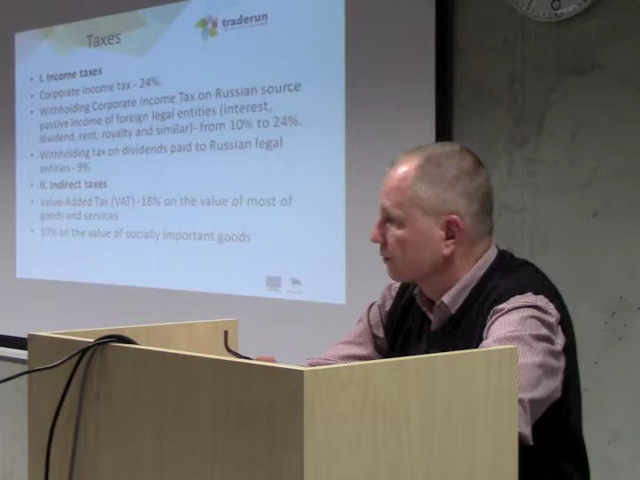 Taxes
traderun
• I. Income taxes
• Corporate income tax - 24%.
• Withholding Corporate Income Tax on Russian source
passive income of foreign legal entities (interest,
dividend, rent, royalty and similar)- from 10% to 24%.
• Withholding tax on dividends paid to Russian legal
entities - 9%.
• II. Indirect taxes
• Value-Added Tax (VAT) -18% on the value of most of
goods and services
• 10% on the value of socially important goods